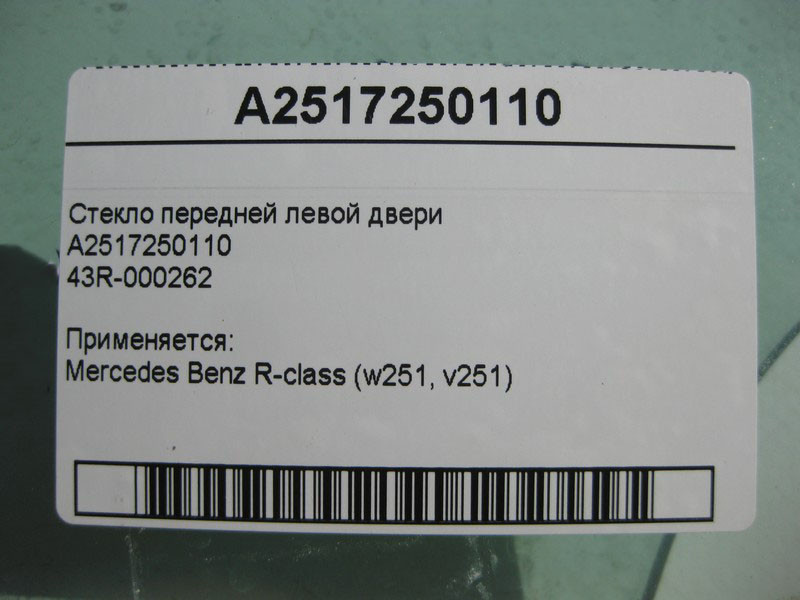 A2517250110
Стекло передней левой двери
A2517250110
43R-000262
Применяется:
Mercedes Benz R-class (w251, v251)